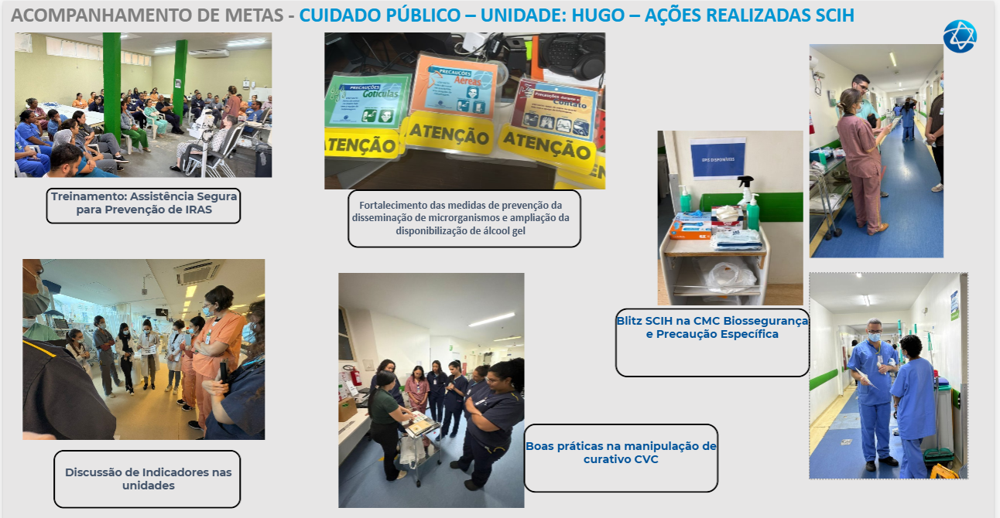 ACOMPANHAMENTO DE METAS - CUIDADO PÚBLICO – UNIDADE: HUGO – AÇÕES REALIZADAS SCIH
PRECAUÇÕES
Gotículas
ATENÇÃO
PRECAUÇÕES
Aéreas
ATENÇÃO
Precauções
Contato
ATENÇÃO
EPIS DISPONÍVEIS
Treinamento: Assistência Segura
para Prevenção de IRAS
Fortalecimento das medidas de prevenção da
disseminação de microrganismos e ampliação da
disponibilização de álcool gel
Blitz SCIH na CMC Biossegurança
e Precaução Específica
Boas práticas na manipulação de
curativo CVC
Discussão de Indicadores nas
unidades